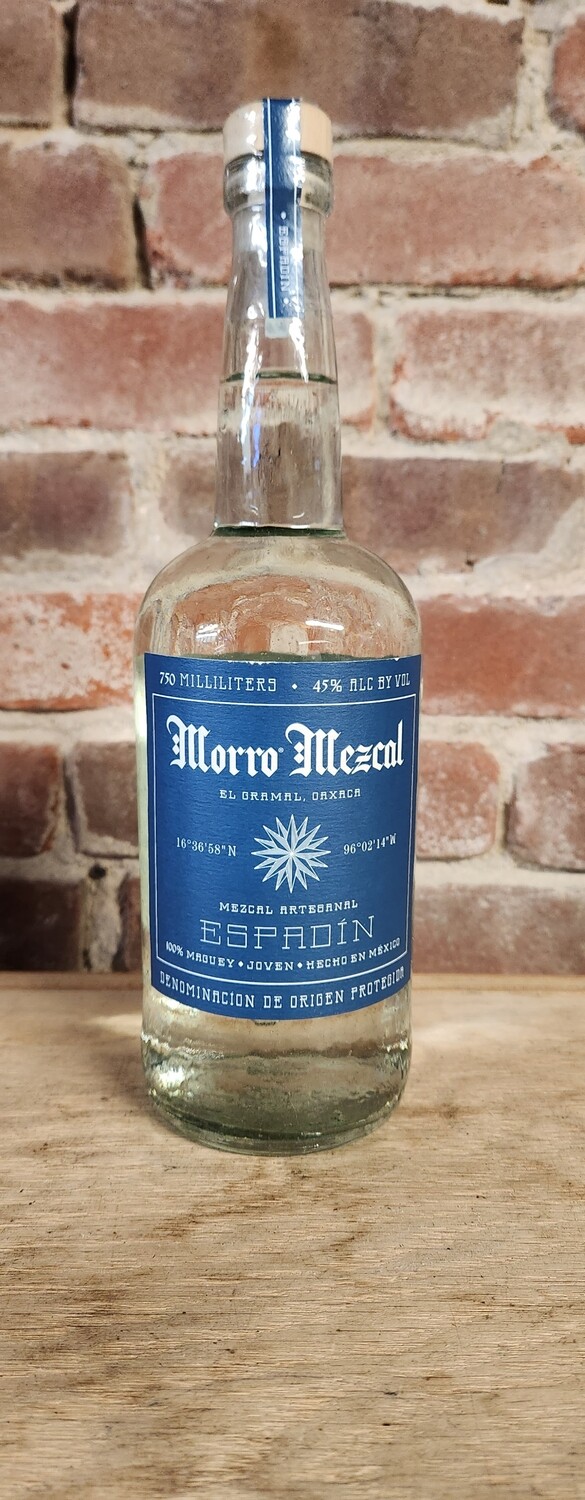 ESPADÍN
750 MILLILITERS • 45% ALC BY VOL
Morro® Mezcal
EL GRAMAL, OAXACA
16°36'58"N 96°02'14"W
MEZCAL ARTESANAL
ESPADÍN
100% MAGUEY ♦ JOVEN ♦ HECHO EN MÉXICO
DENOMINACION DE ORIGEN PROTEGIDA